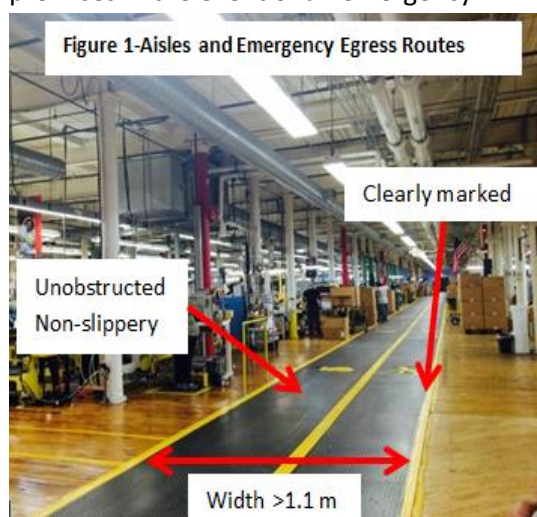 Figure 1-Aisles and Emergency Egress Routes
Clearly marked
Unobstructed
Non-slippery
Width >1.1 m